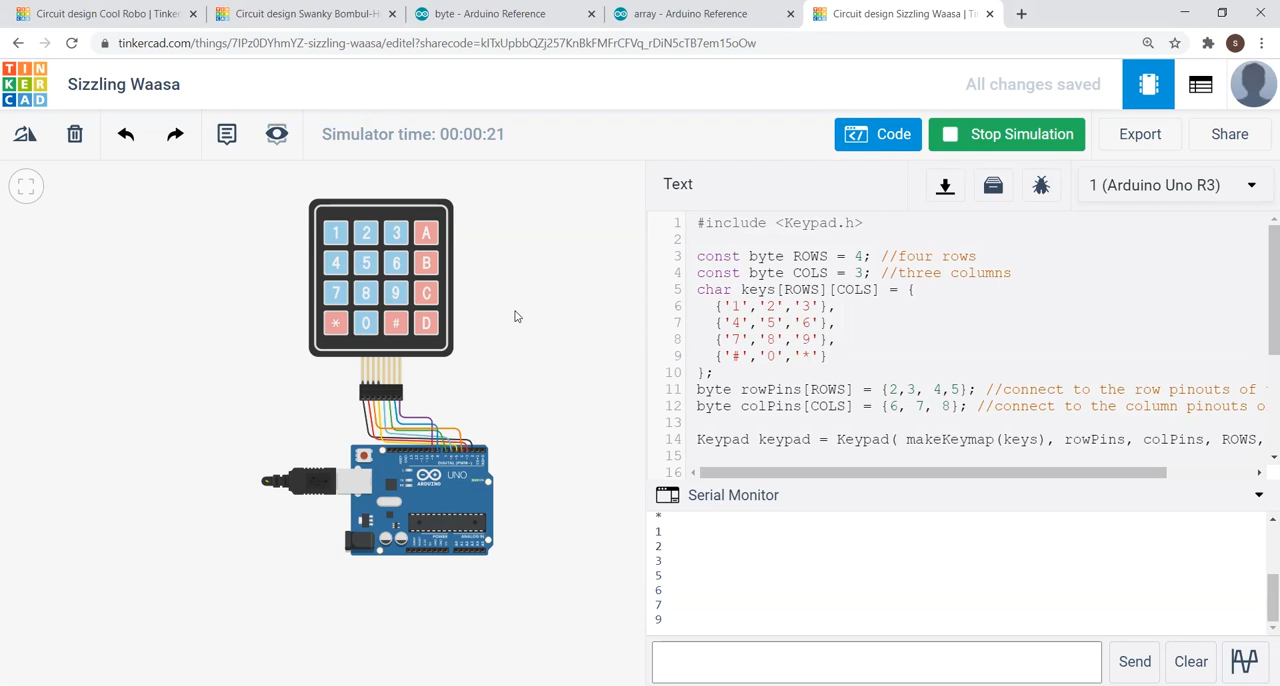 Circuit design Cool Robo | Tinker
Circuit design Swanky Bombul-H
byte - Arduino Reference
array - Arduino Reference
Circuit design Sizzling Waasa | Ti
tinkercad.com/things/7IPz0DYhmYZ-sizzling-waasa/editel?sharecode=kITxUpbbQZj257KnBkFMFrCFVq_rDiN5cTB7em15oOw
S
TIN
KER
CAD
Sizzling Waasa
All changes saved
Simulator time: 00:00:21
Code
Stop Simulation
Export
Share
Text
1 (Arduino Uno R3)
1 2 3 A
4 5 6 B
7 8 9 C
* 0 # D
UNO
ARDUINO
DIGITAL (PWM~)
POWER
ANALOG IN
1 #include <Keypad.h>
2
3 const byte ROWS = 4; //four rows
4 const byte COLS = 3; //three columns
5 char keys[ROWS][COLS] = {
6 {'1','2','3'},
7 {'4','5','6'},
8 {'7','8','9'},
9 {'#','0','*'}
10 };
11 byte rowPins[ROWS] = {2,3, 4,5}; //connect to the row pinouts of
12 byte colPins[COLS] = {6, 7, 8}; //connect to the column pinouts o
13
14 Keypad keypad = Keypad( makeKeymap(keys), rowPins, colPins, ROWS,
15
16
Serial Monitor
*
1
2
3
5
6
7
9
Send
Clear